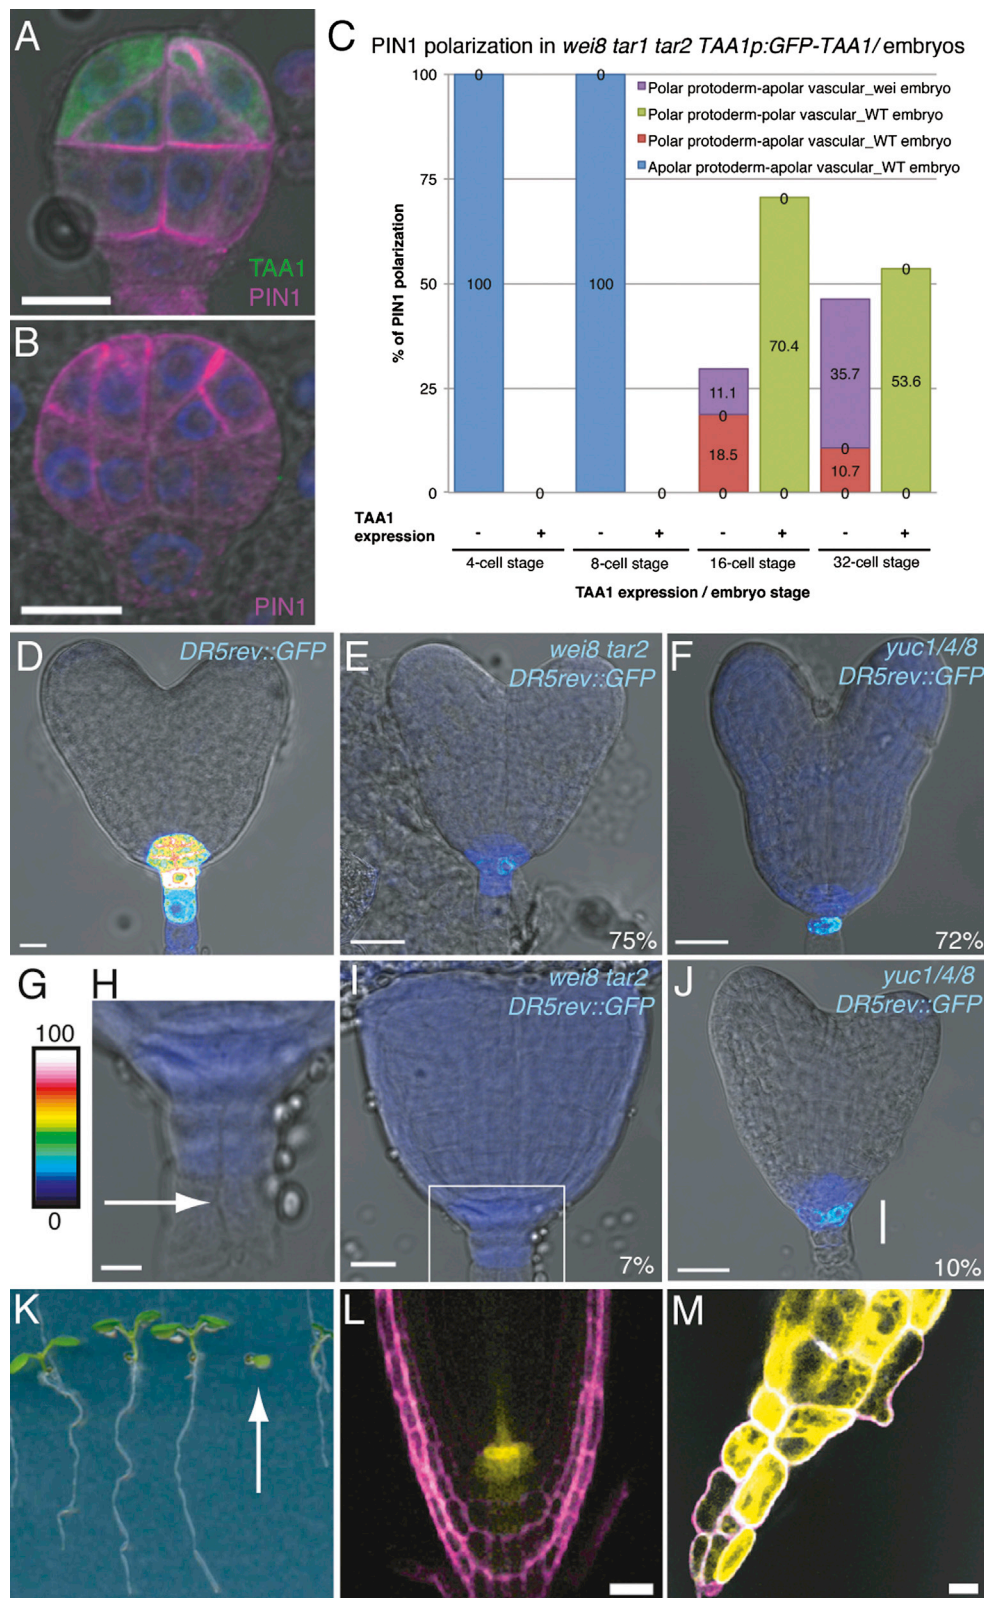 A
TAA1
PIN1
B
PIN1
C
PIN1 polarization in wei8 tar1 tar2 TAA1p:GFP-TAA1/ embryos
% of PIN1 polarization
100
75
50
25
0
Polar protoderm-apolar vascular_wei embryo
Polar protoderm-polar vascular_WT embryo
Polar protoderm-apolar vascular_WT embryo
Apolar protoderm-apolar vascular_WT embryo
0
100
0
0
100
0
11.1
0
18.5
0
0
70.4
0
35.7
0
10.7
0
0
53.6
0
TAA1
expression
- + - + - + - +
4-cell stage 8-cell stage 16-cell stage 32-cell stage
TAA1 expression / embryo stage
D
DR5rev::GFP
E
wei8 tar2
DR5rev::GFP
75%
F
yuc1/4/8
DR5rev::GFP
72%
G
100
0
H
I
wei8 tar2
DR5rev::GFP
7%
J
yuc1/4/8
DR5rev::GFP
10%
K
L
M